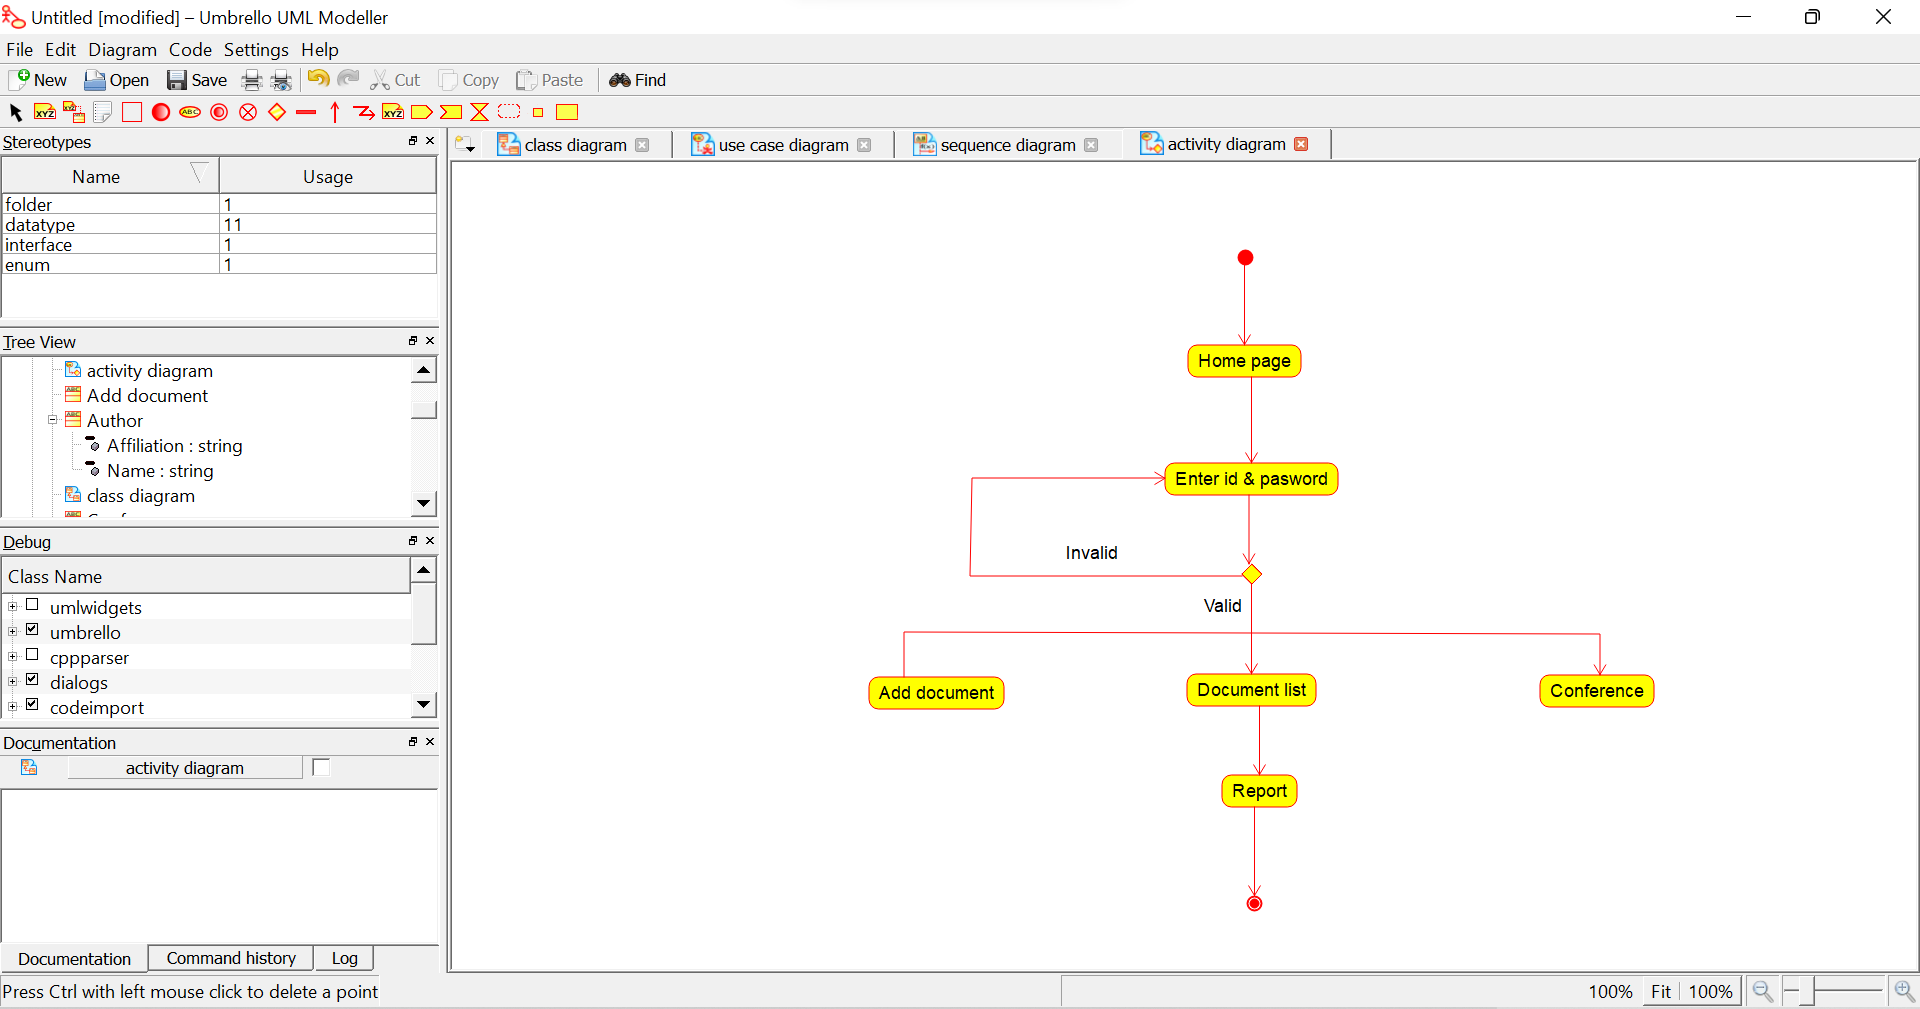 Untitled [modified] – Umbrello UML Modeller
File Edit Diagram Code Settings Help
New Open Save Cut Copy Paste Find
XYZ XYZ ABC XYZ
Stereotypes
class diagram use case diagram sequence diagram activity diagram
Name Usage
folder 1
datatype 11
interface 1
enum 1
Tree View
activity diagram
Add document
Author
Affiliation : string
Name : string
class diagram
Debug
Class Name
umlwidgets
umbrello
cppparser
dialogs
codeimport
Documentation
activity diagram
Documentation Command history Log
Press Ctrl with left mouse click to delete a point
Home page
Enter id & pasword
Invalid
Valid
Add document Document list Conference
Report
100% Fit 100%